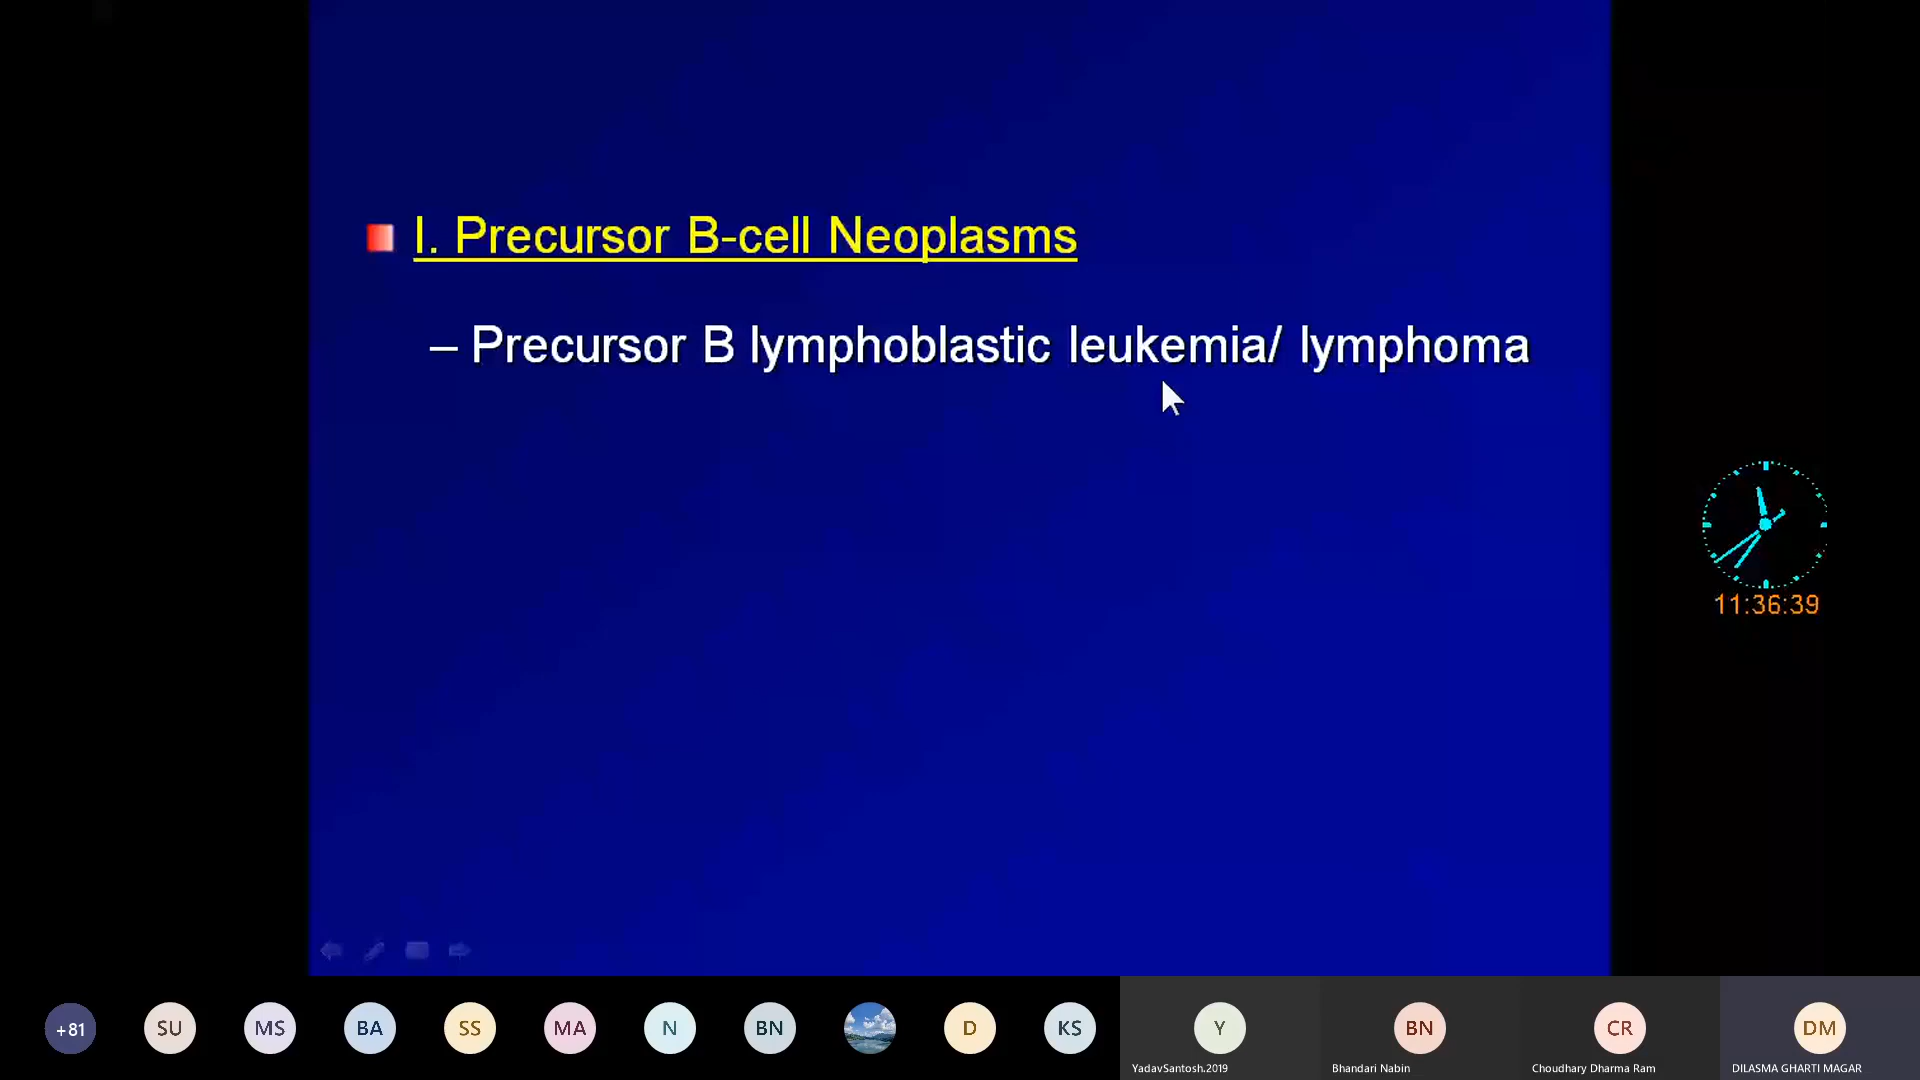 I. Precursor B-cell Neoplasms
– Precursor B lymphoblastic leukemia/ lymphoma
11:36:39
+81
SU
MS
BA
SS
MA
N
BN
D
KS
Y
BN
CR
DM
YadavSantosh.2019
Bhandari Nabin
Choudhary Dharma Ram
DILASMA GHARTI MAGAR